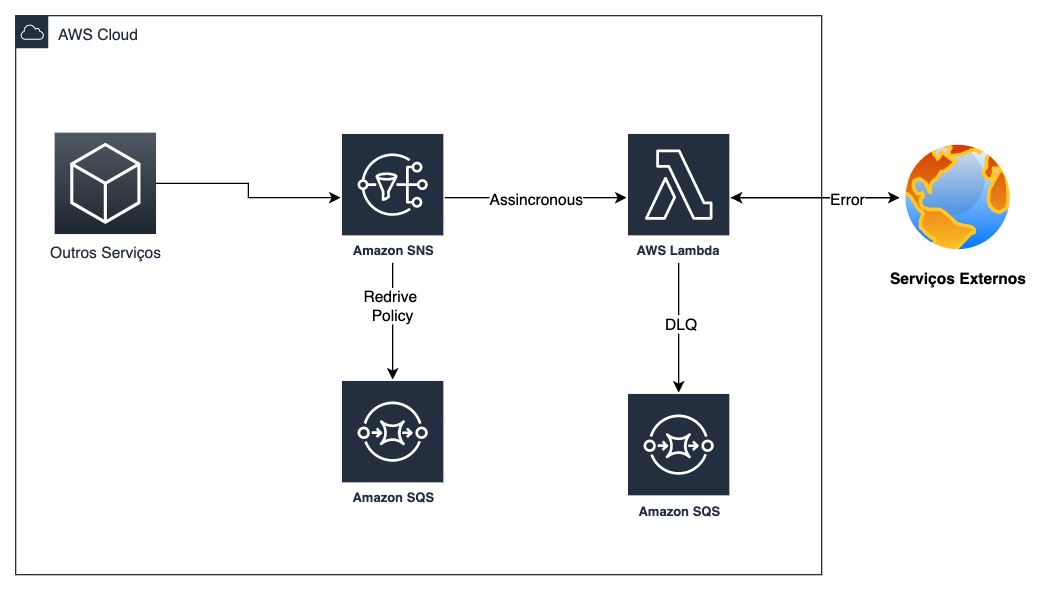 AWS Cloud
Outros Serviços
Amazon SNS
Assincronous
AWS Lambda
Error
Serviços Externos
Redrive
Policy
DLQ
Amazon SQS
Amazon SQS